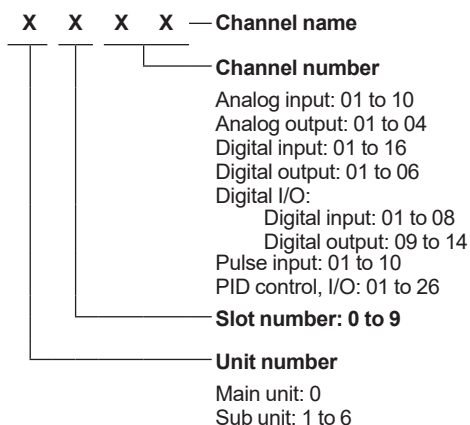 X X X X Channel name
Channel number
Analog input: 01 to 10
Analog output: 01 to 04
Digital input: 01 to 16
Digital output: 01 to 06
Digital I/O:
Digital input: 01 to 08
Digital output: 09 to 14
Pulse input: 01 to 10
PID control, I/O: 01 to 26
Slot number: 0 to 9
Unit number
Main unit: 0
Sub unit: 1 to 6